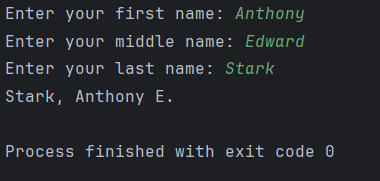 Enter your first name: Anthony
Enter your middle name: Edward
Enter your last name: Stark
Stark, Anthony E.
Process finished with exit code 0